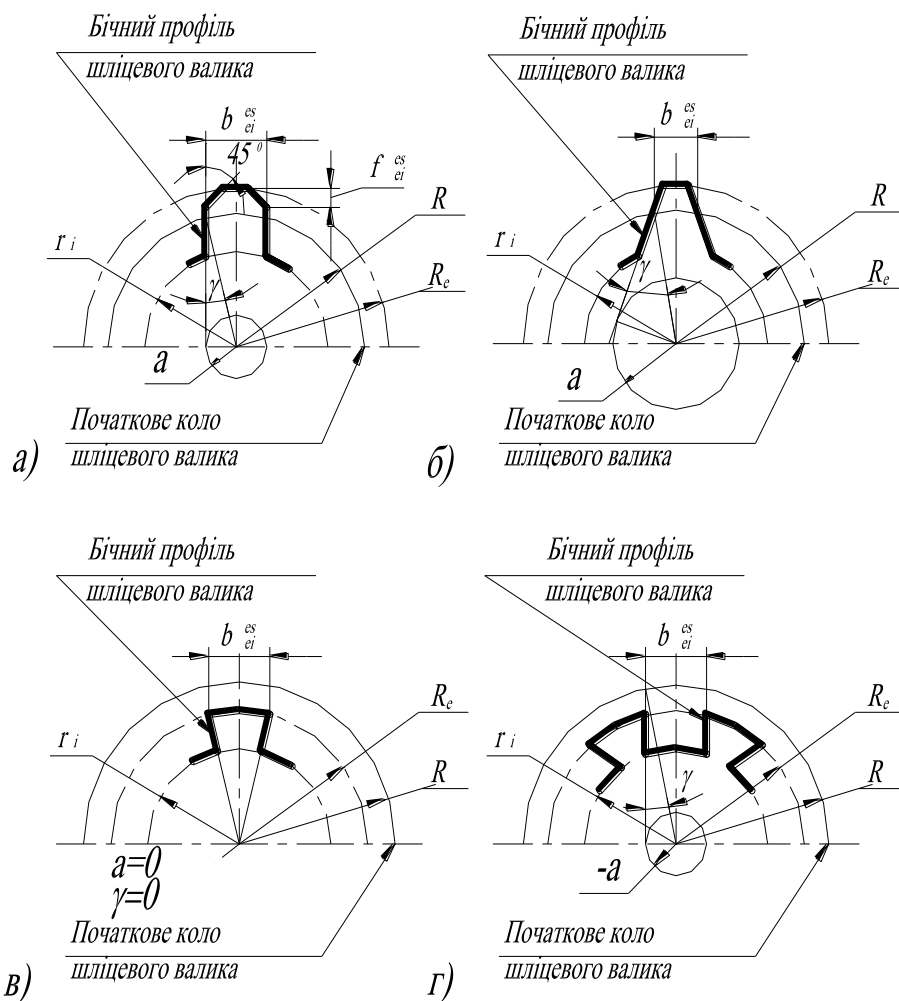 Бічний профіль
шліцевого валика
b es ei
45⁰
f es ei
R
r i
R e
γ
a
Початкове коло
шліцевого валика
а)
Бічний профіль
шліцевого валика
b es ei
R
r i
R e
γ
a
Початкове коло
шліцевого валика
б)
Бічний профіль
шліцевого валика
b es ei
R e
r i
R
a=0
γ=0
Початкове коло
шліцевого валика
в)
Бічний профіль
шліцевого валика
b es ei
R e
r i
R
γ
-a
Початкове коло
шліцевого валика
г)